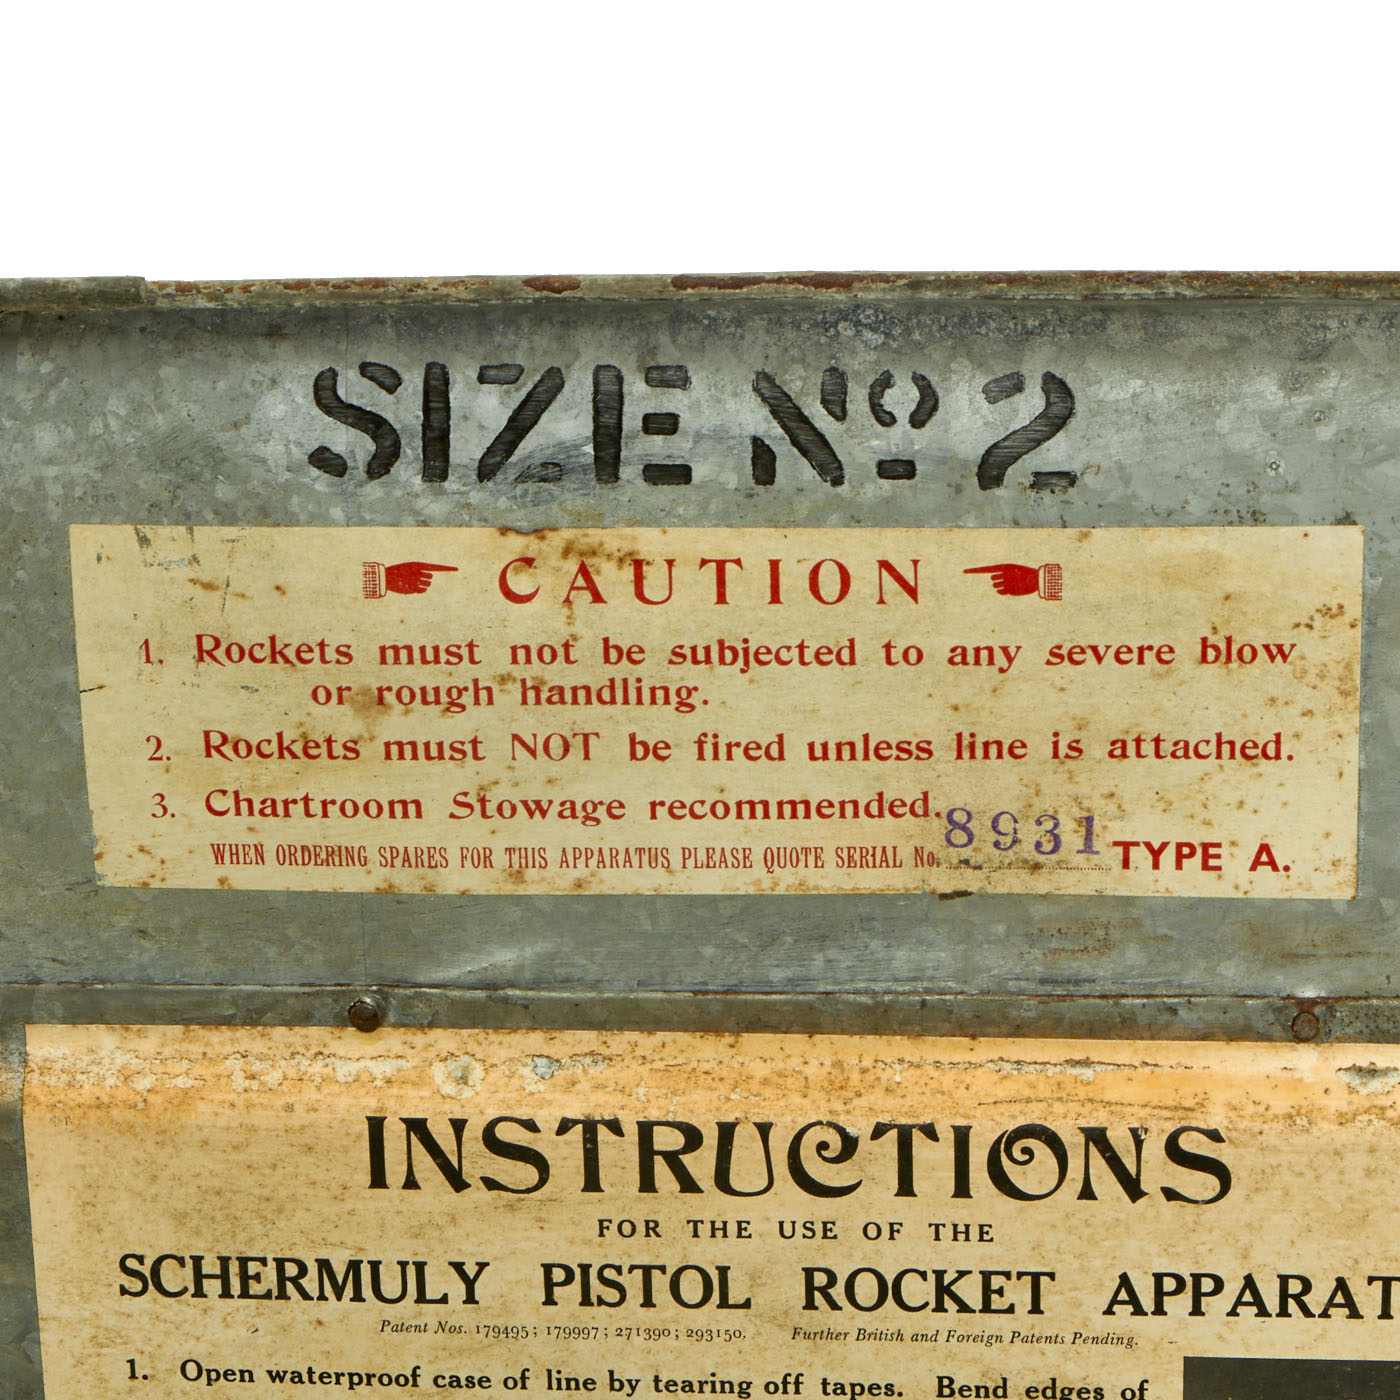 SIZE Nº 2
CAUTION
1. Rockets must not be subjected to any severe blow
or rough handling.
2. Rockets must NOT be fired unless line is attached.
3. Chartroom Stowage recommended.
WHEN ORDERING SPARES FOR THIS APPARATUS PLEASE QUOTE SERIAL No. 8931 TYPE A.
INSTRUCTIONS
FOR THE USE OF THE
SCHERMULY PISTOL ROCKET APPARAT
Patent Nos. 179495; 179997; 271390; 293150. Further British and Foreign Patents Pending.
1. Open waterproof case of line by tearing off tapes. Bend edges of